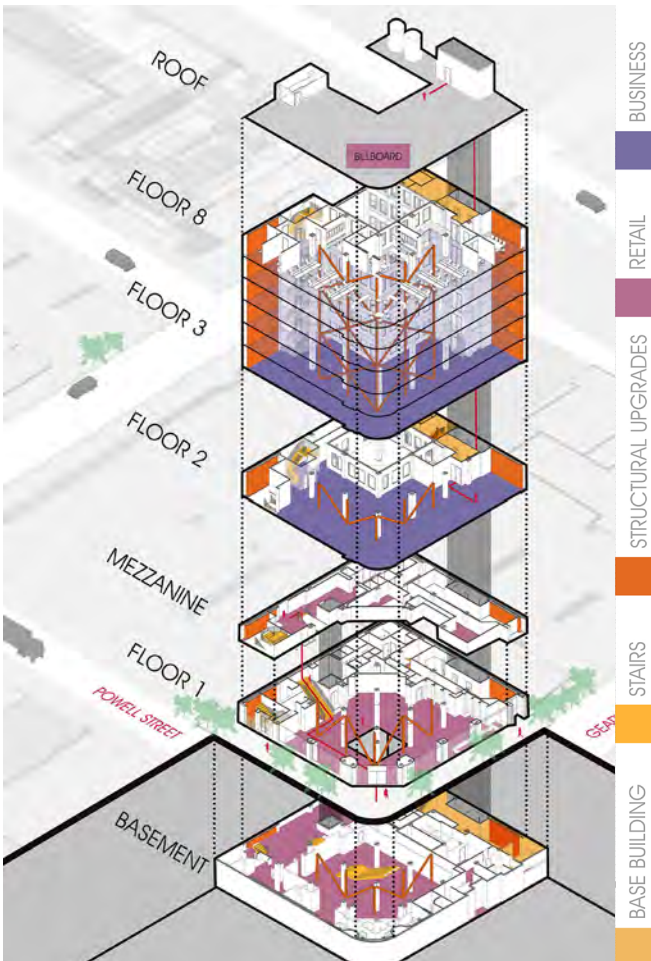 ROOF
BILLBOARD
FLOOR 8
FLOOR 3
FLOOR 2
MEZZANINE
FLOOR 1
POWELL STREET
GEAR
BASEMENT
BUSINESS
RETAIL
STRUCTURAL UPGRADES
STAIRS
BASE BUILDING